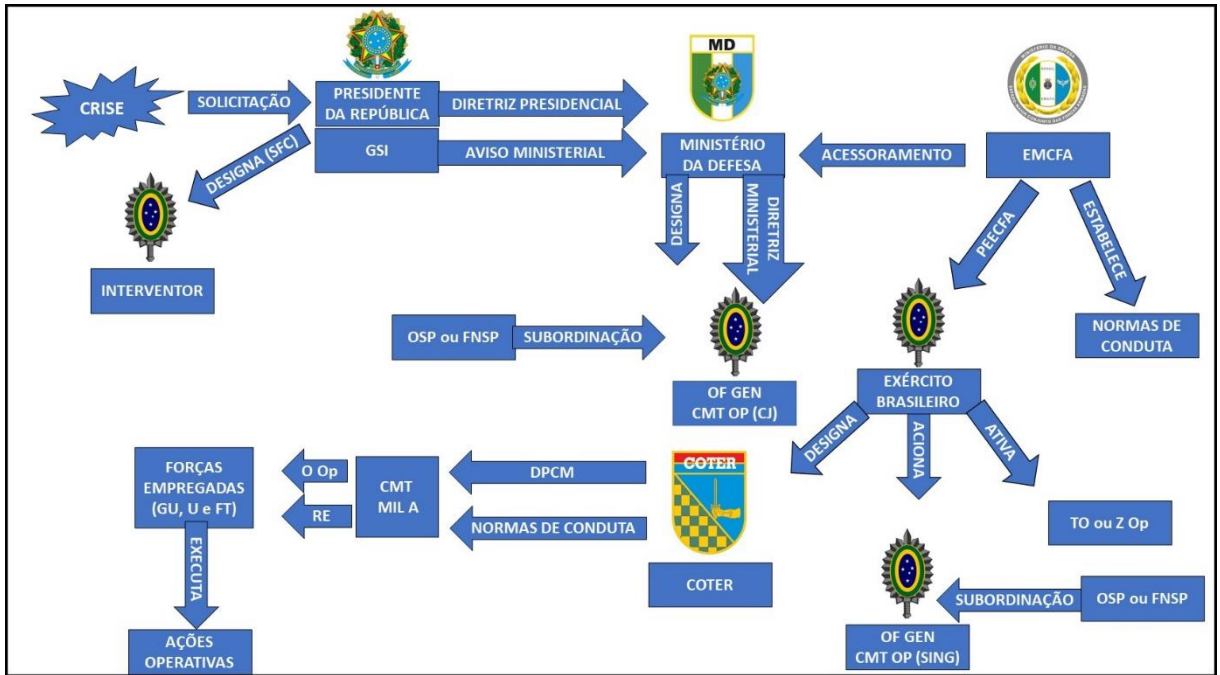 MD
CRISE
SOLICITAÇÃO
PRESIDENTE
DA REPÚBLICA
DIRETRIZ PRESIDENCIAL
GSI
AVISO MINISTERIAL
MINISTÉRIO
DA DEFESA
ACESSORAMENTO
EMCFA
DESIGNA (SFC)
INTERVENTOR
DESIGNA
DIRETRIZ
MINISTERIAL
PEECFA
ESTABELECE
NORMAS DE
CONDUTA
OSP ou FNSP
SUBORDINAÇÃO
OF GEN
CMT OP (CJ)
EXÉRCITO
BRASILEIRO
DESIGNA
ACIONA
ATIVA
FORÇAS
EMPREGADAS
(GU, U e FT)
O Op
RE
CMT
MIL A
DPCM
NORMAS DE CONDUTA
COTER
COTER
TO ou Z Op
EXECUTA
AÇÕES
OPERATIVAS
SUBORDINAÇÃO
OSP ou FNSP
OF GEN
CMT OP (SING)